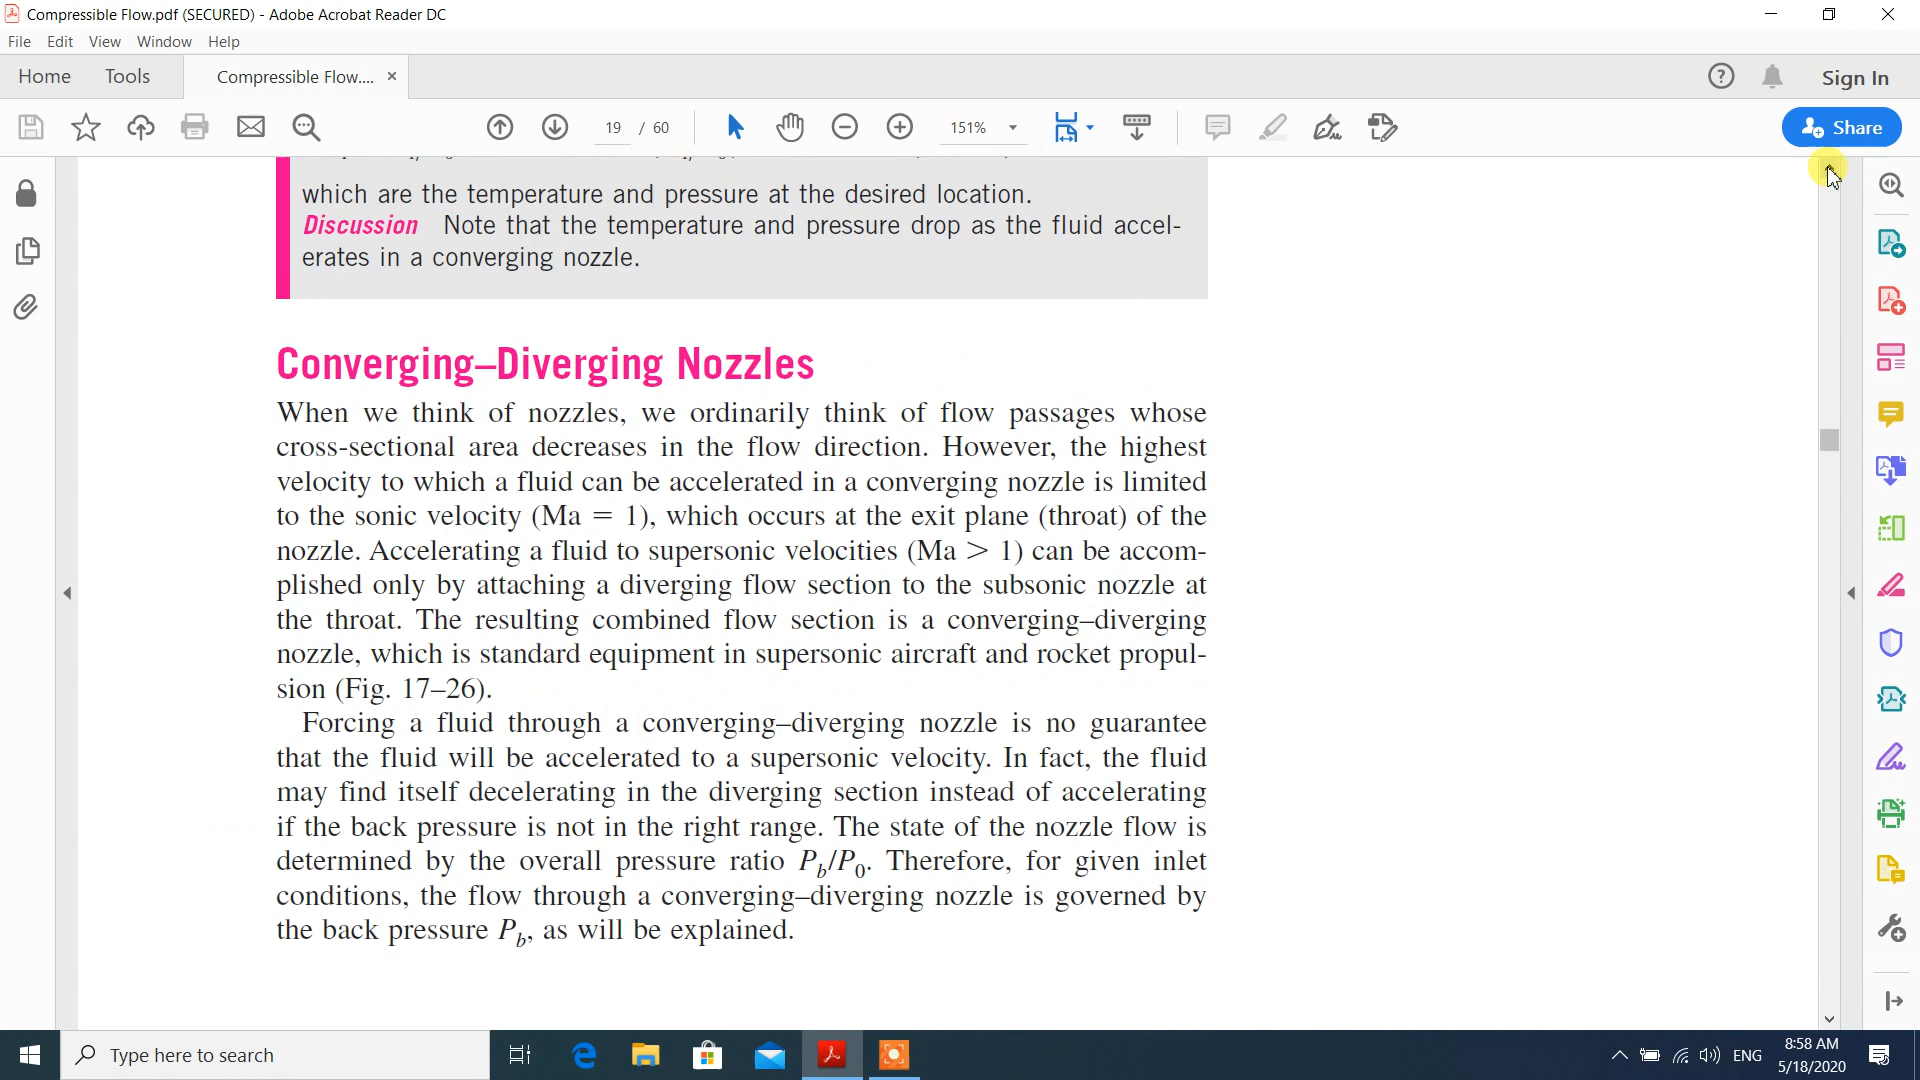 Compressible Flow.pdf (SECURED) - Adobe Acrobat Reader DC
File Edit View Window Help
Home Tools Compressible Flow.... × Sign In
19 / 60 151% Share
which are the temperature and pressure at the desired location.
Discussion Note that the temperature and pressure drop as the fluid accel-
erates in a converging nozzle.
Converging–Diverging Nozzles
When we think of nozzles, we ordinarily think of flow passages whose
cross-sectional area decreases in the flow direction. However, the highest
velocity to which a fluid can be accelerated in a converging nozzle is limited
to the sonic velocity (Ma = 1), which occurs at the exit plane (throat) of the
nozzle. Accelerating a fluid to supersonic velocities (Ma > 1) can be accom-
plished only by attaching a diverging flow section to the subsonic nozzle at
the throat. The resulting combined flow section is a converging–diverging
nozzle, which is standard equipment in supersonic aircraft and rocket propul-
sion (Fig. 17–26).
Forcing a fluid through a converging–diverging nozzle is no guarantee
that the fluid will be accelerated to a supersonic velocity. In fact, the fluid
may find itself decelerating in the diverging section instead of accelerating
if the back pressure is not in the right range. The state of the nozzle flow is
determined by the overall pressure ratio Pb/P0. Therefore, for given inlet
conditions, the flow through a converging–diverging nozzle is governed by
the back pressure Pb, as will be explained.
Type here to search
ENG
8:58 AM
5/18/2020